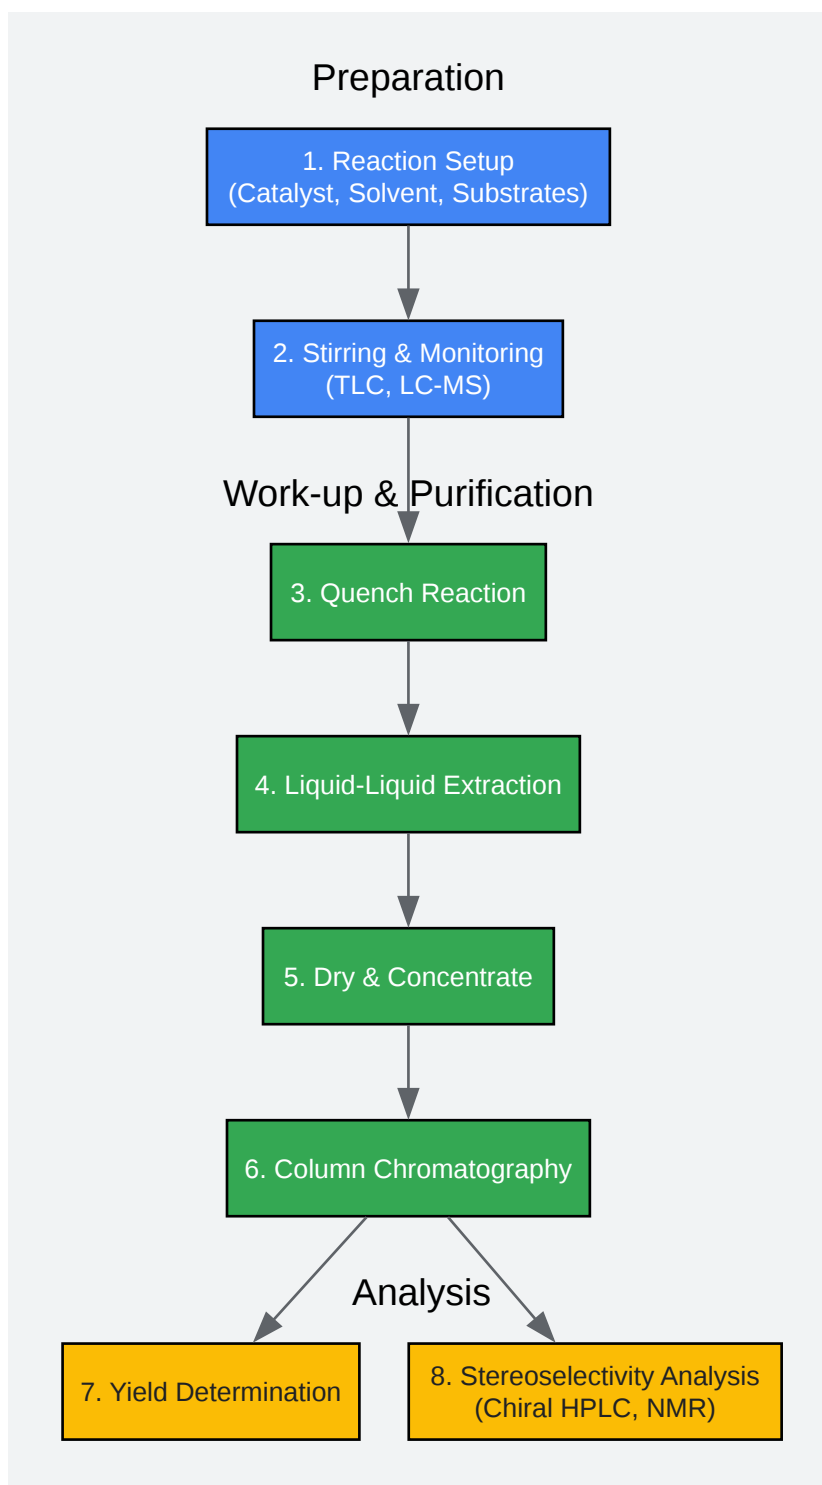 Preparation
1. Reaction Setup
(Catalyst, Solvent, Substrates)
2. Stirring & Monitoring
(TLC, LC-MS)
Work-up & Purification
3. Quench Reaction
4. Liquid-Liquid Extraction
5. Dry & Concentrate
6. Column Chromatography
Analysis
7. Yield Determination
8. Stereoselectivity Analysis
(Chiral HPLC, NMR)